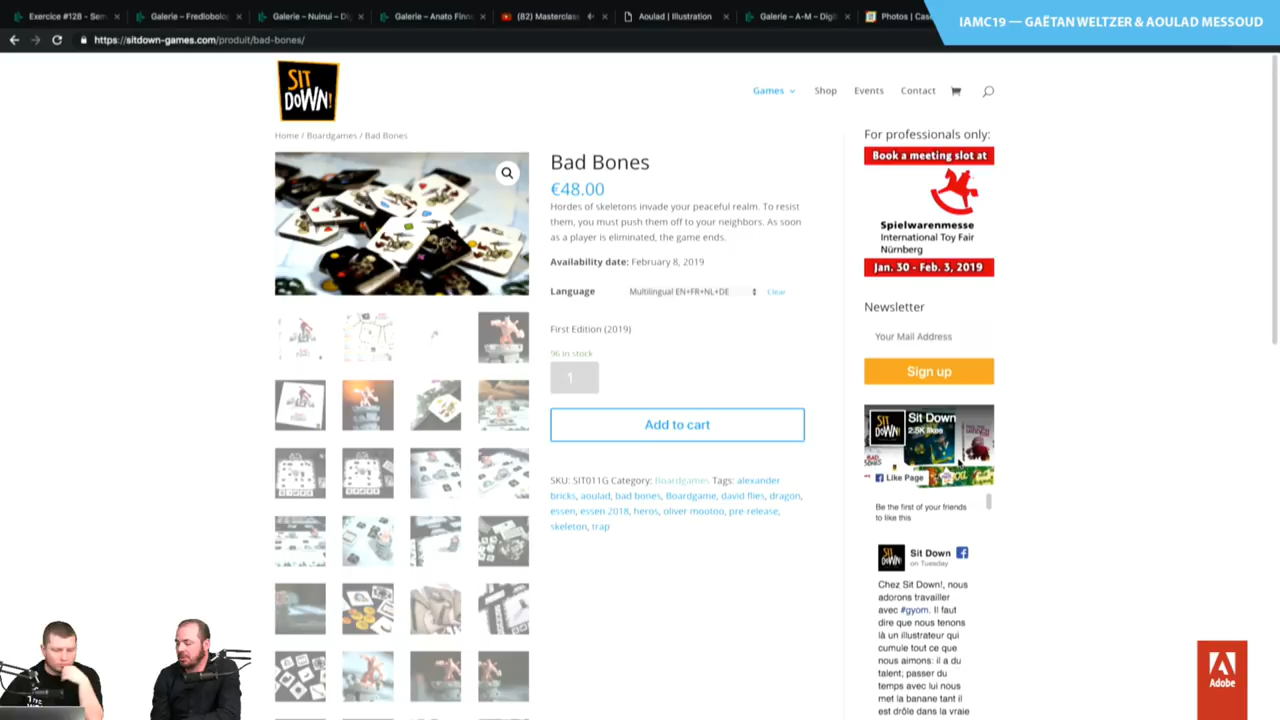 Exercice #128 - Sem
Galerie – Fredlobolo
Galerie – Nuinui – Di
Galerie – Anato Finn
(82) Masterclas
Aoulad | Illustration
Galerie – A-M – Digi
Photos | Cas
IAMC19 — GAËTAN WELTZER & AOULAD MESSOUD
https://sitdown-games.com/produit/bad-bones/
SIT DOWN!
Games
Shop
Events
Contact
Home / Boardgames / Bad Bones
Bad Bones
€48.00
Hordes of skeletons invade your peaceful realm. To resist
them, you must push them off to your neighbors. As soon
as a player is eliminated, the game ends.
Availability date: February 8, 2019
Language
Multilingual EN+FR+NL+DE
Clear
First Edition (2019)
96 in stock
1
Add to cart
SKU: SIT011G Category: Boardgames Tags: alexander
bricks, aoulad, bad bones, Boardgame, david flies, dragon,
essen, essen 2018, heros, oliver mootoo, pre-release,
skeleton, trap
For professionals only:
Book a meeting slot at
Spielwarenmesse
International Toy Fair
Nürnberg
Jan. 30 - Feb. 3, 2019
Newsletter
Your Mail Address
Sign up
SIT DOWN!
Sit Down
2.5K likes
Like Page
Be the first of your friends
to like this
Sit Down
on Tuesday
Chez Sit Down!, nous
adorons travailler
avec #gyom. Il faut
dire que nous tenons
là un illustrateur qui
cumule tout ce que
nous aimons: il a du
talent; passer du
temps avec lui nous
met la banane tant il
est drôle dans la vraie
Adobe